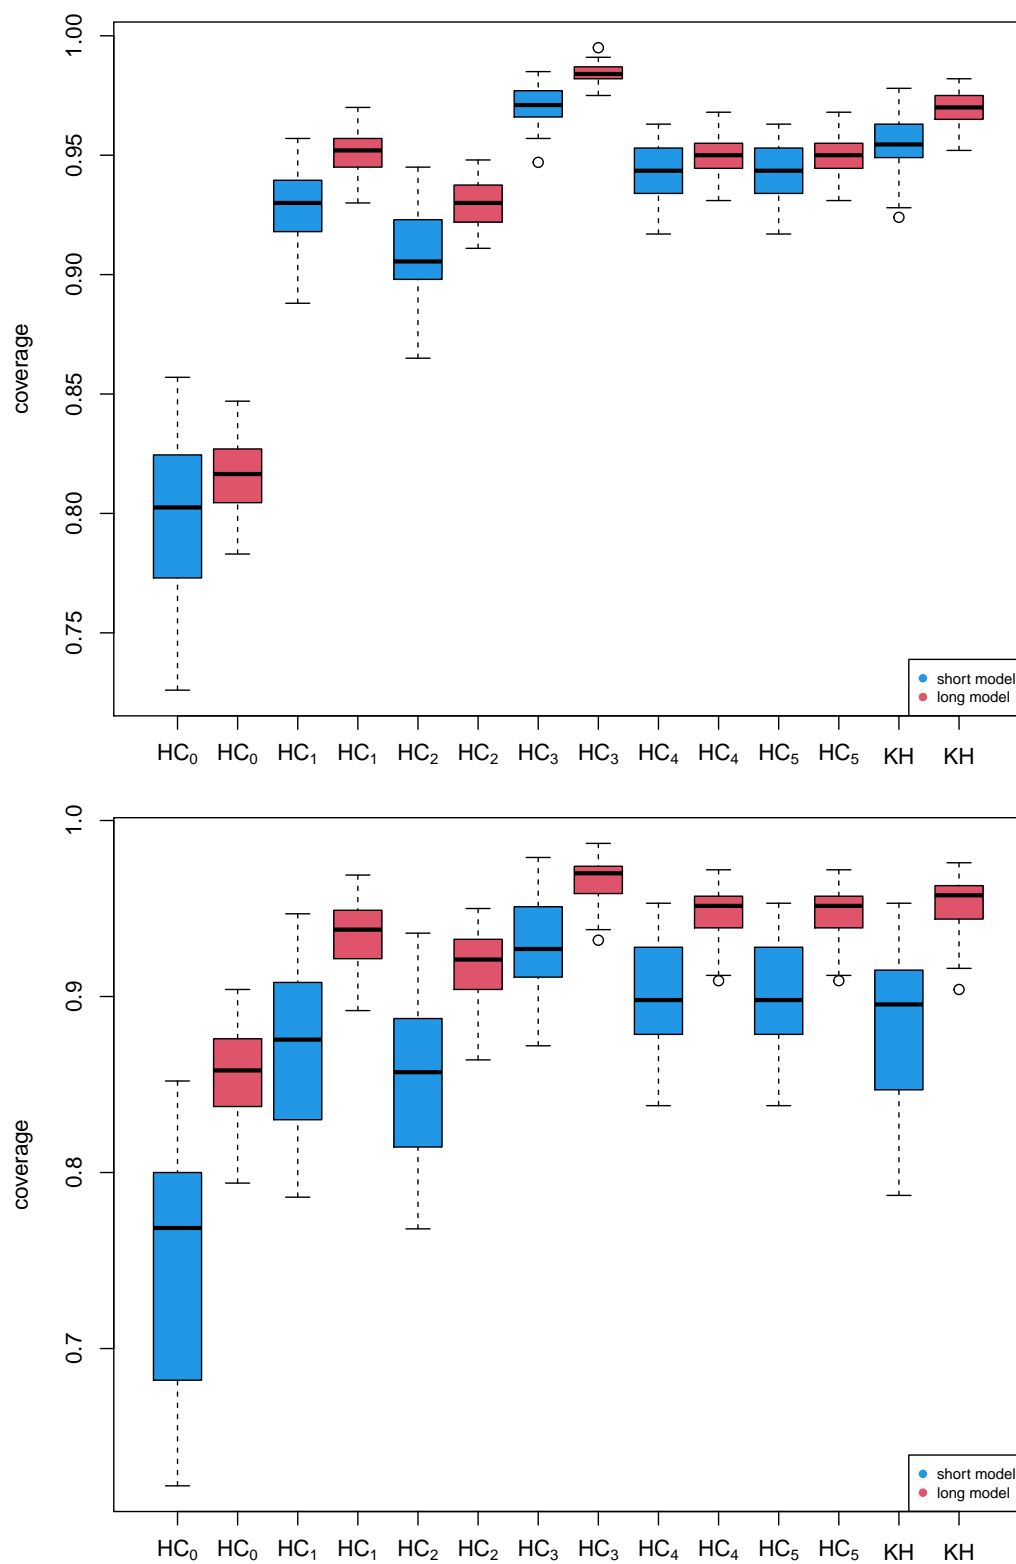 1.00
0.95
0.90
0.85
0.80
0.75
coverage
short model
long model
HC₀ HC₀ HC₁ HC₁ HC₂ HC₂ HC₃ HC₃ HC₄ HC₄ HC₅ HC₅ KH KH
1.0
0.9
0.8
0.7
coverage
short model
long model
HC₀ HC₀ HC₁ HC₁ HC₂ HC₂ HC₃ HC₃ HC₄ HC₄ HC₅ HC₅ KH KH